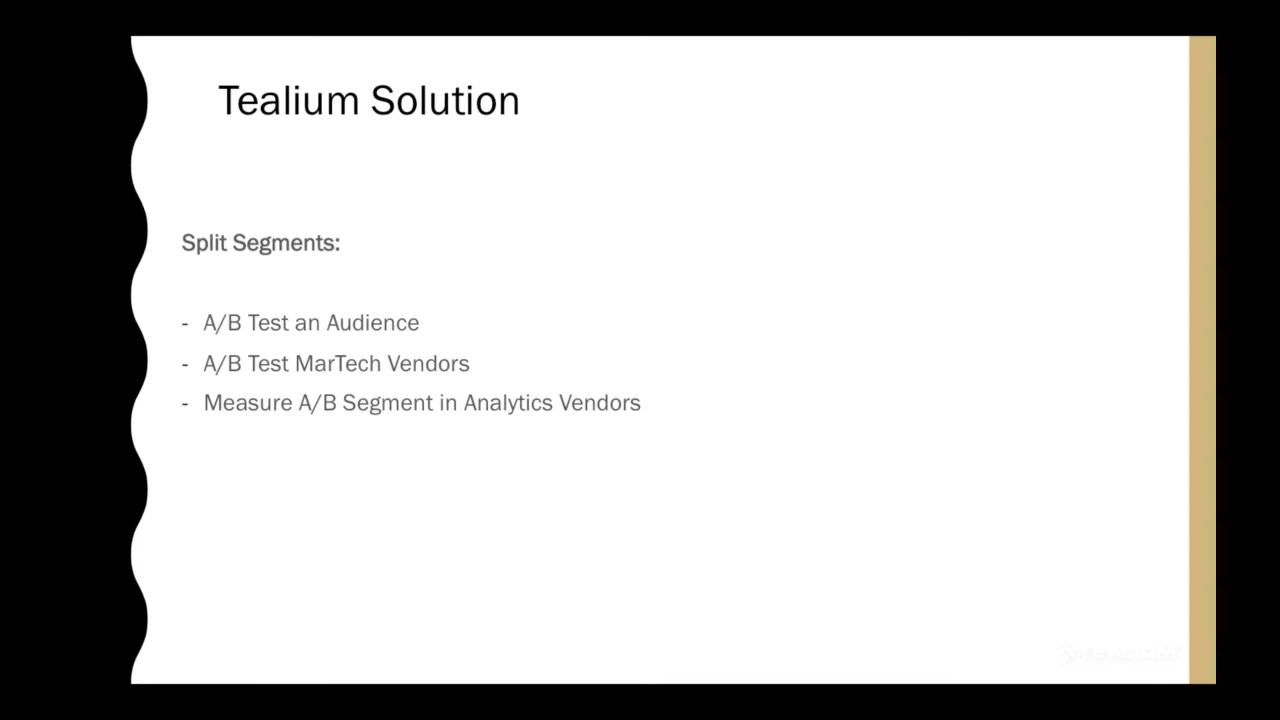 Tealium Solution
Split Segments:
- A/B Test an Audience
- A/B Test MarTech Vendors
- Measure A/B Segment in Analytics Vendors